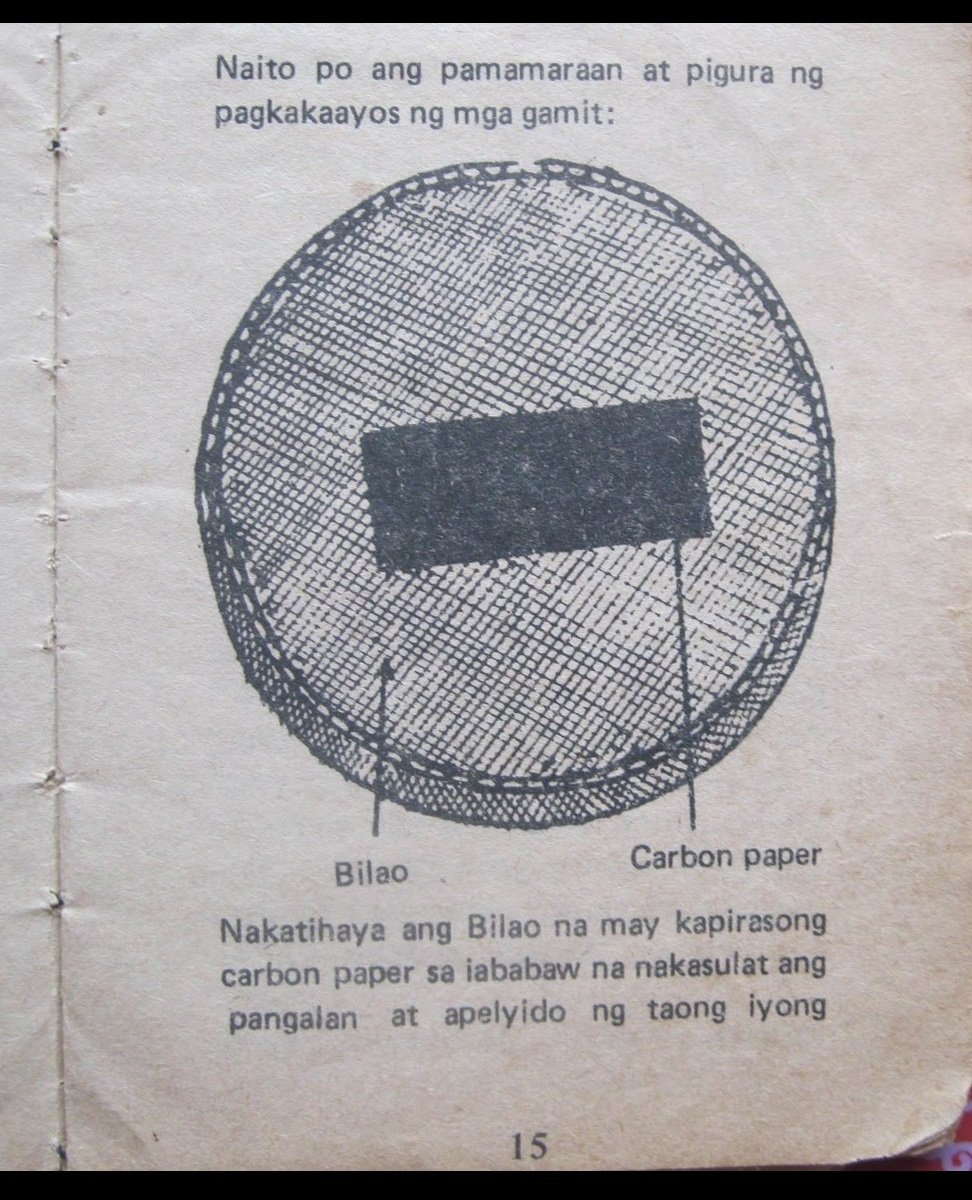 Naito po ang pamamaraan at pigura ng
pagkakaayos ng mga gamit:
Bilao
Carbon paper
Nakatihaya ang Bilao na may kapirasong
carbon paper sa iababaw na nakasulat ang
pangalan at apelyido ng taong iyong
15